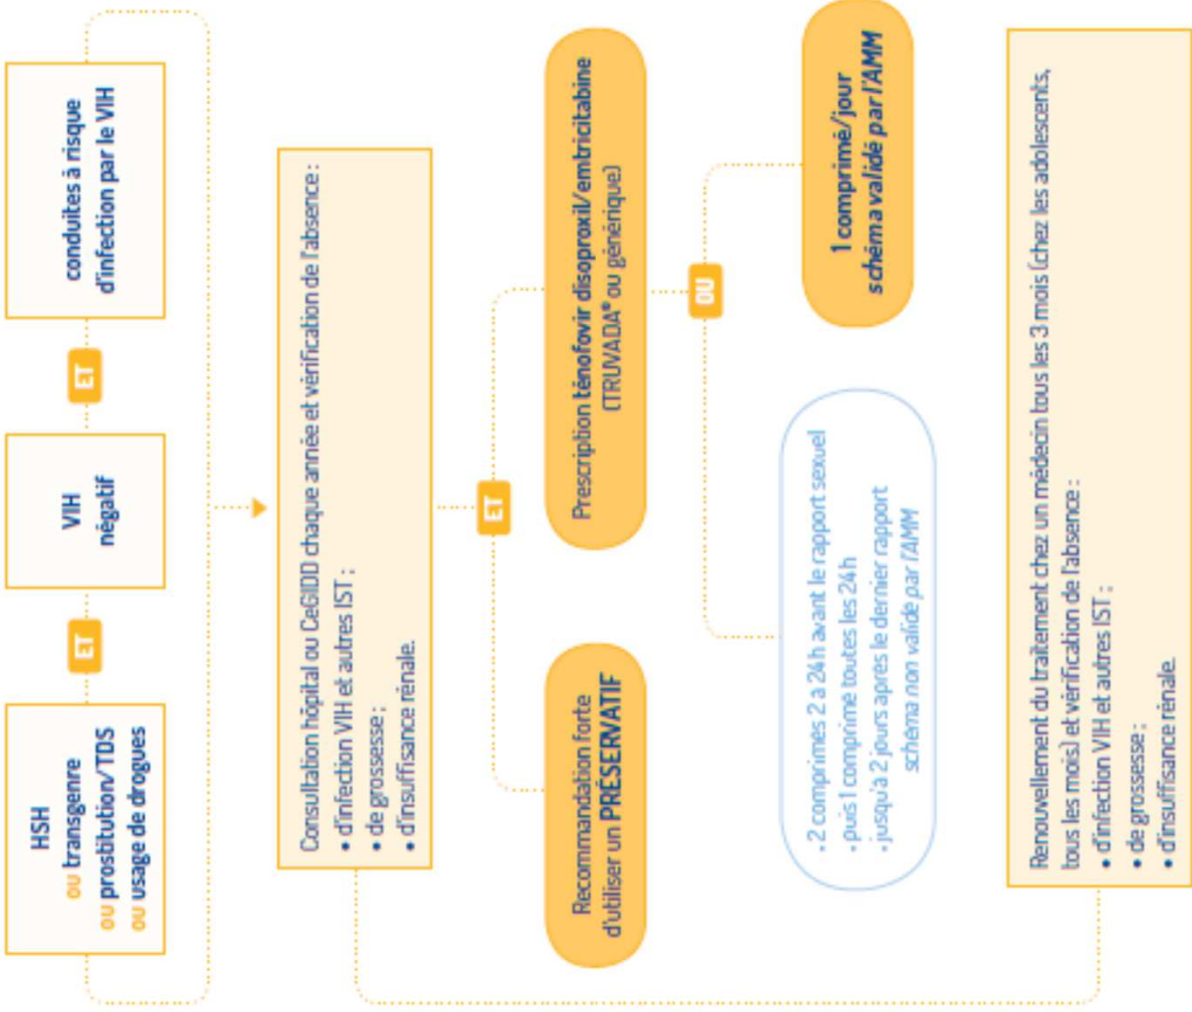 HSH
ou transgenre
ou prostitution/TDS
ou usage de drogues
ET
VIH
négatif
ET
conduites à risque
d'infection par le VIH
Consultation hôpital ou CeGIDD chaque année et vérification de l'absence :
• d'infection VIH et autres IST ;
• de grossesse ;
• d'insuffisance rénale.
ET
Recommandation forte
d'utiliser un PRÉSERVATIF
Prescription ténofovir disoproxil/emtricitabine
(TRUVADA® ou générique)
OU
- 2 comprimés 2 à 24h avant le rapport sexuel
- puis 1 comprimé toutes les 24h
- jusqu'à 2 jours après le dernier rapport
schéma non validé par l'AMM
1 comprimé/jour
schéma validé par l'AMM
Renouvellement du traitement chez un médecin tous les 3 mois (chez les adolescents,
tous les mois) et vérification de l'absence :
• d'infection VIH et autres IST ;
• de grossesse ;
• d'insuffisance rénale.